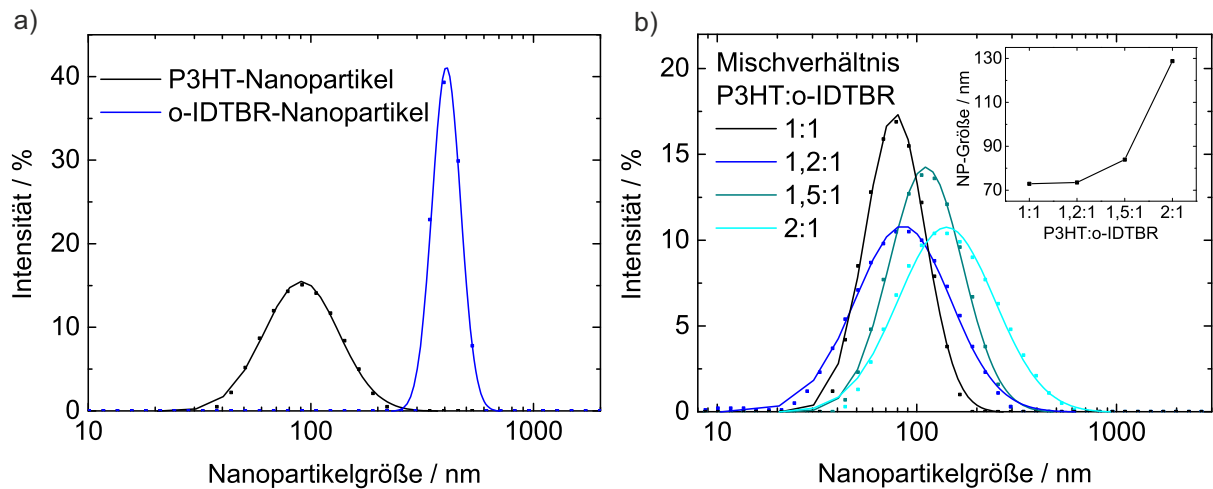 a)
Intensität / %
40
30
20
10
0
P3HT-Nanopartikel
o-IDTBR-Nanopartikel
10
100
1000
Nanopartikelgröße / nm
b)
Intensität / %
20
15
10
5
0
Mischverhältnis
P3HT:o-IDTBR
1:1
1,2:1
1,5:1
2:1
NP-Größe / nm
130
110
90
70
1:1
1,2:1
1,5:1
2:1
P3HT:o-IDTBR
10
100
1000
Nanopartikelgröße / nm